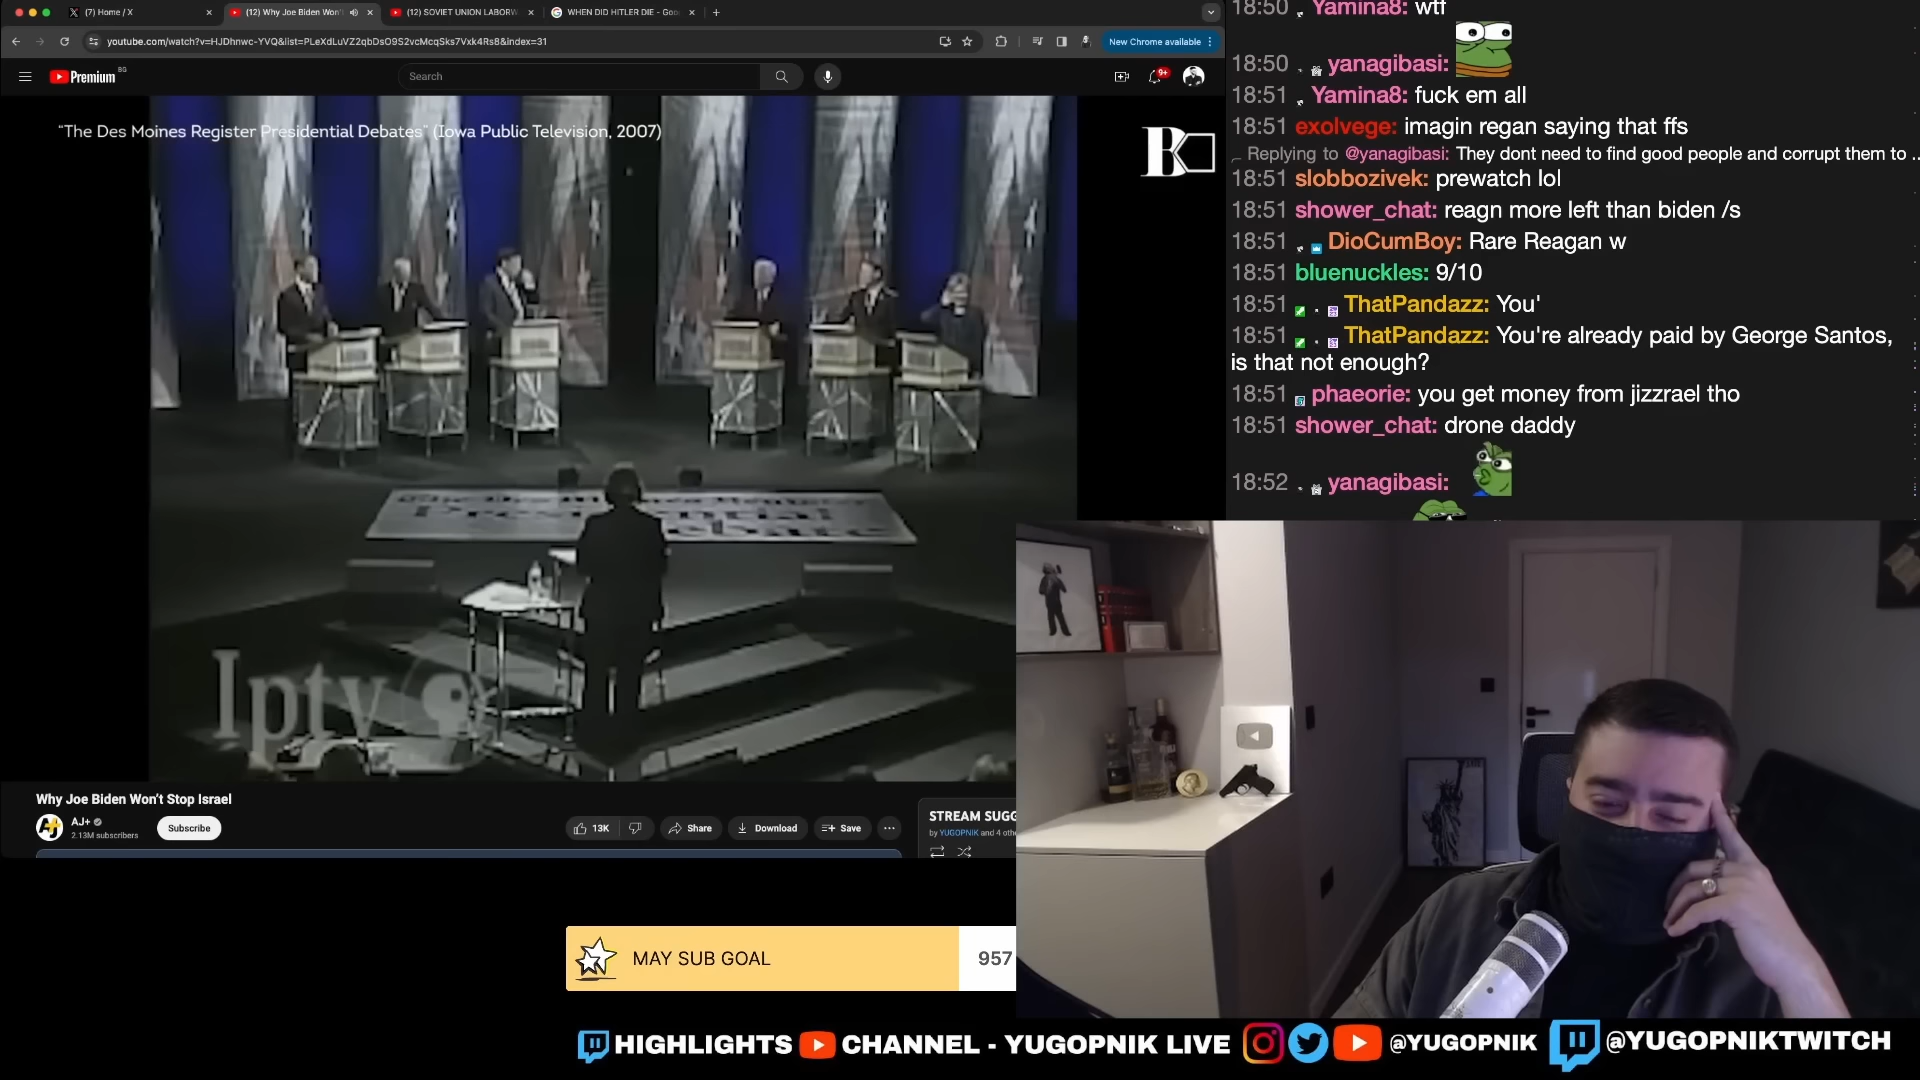 (7) Home / X
(12) Why Joe Biden Won't
(12) SOVIET UNION LABORW
WHEN DID HITLER DIE - Goo
youtube.com/watch?v=HJDhnwc-YVQ&list=PLeXdLuVZ2qbDsO9S2vcMcqSks7Vxk4Rs8&index=31
New Chrome available
Premium BG
Search
9+
"The Des Moines Register Presidential Debates" (Iowa Public Television, 2007)
BC
Iptv
Why Joe Biden Won't Stop Israel
AJ+
2.13M subscribers
Subscribe
13K
Share
Download
Save
STREAM SUGG
by YUGOPNIK and 4 oth
18:50 Yamina8: wtf
18:50 yanagibasi:
18:51 Yamina8: fuck em all
18:51 exolvege: imagin regan saying that ffs
Replying to @yanagibasi: They dont need to find good people and corrupt them to ..
18:51 slobbozivek: prewatch lol
18:51 shower_chat: reagn more left than biden /s
18:51 DioCumBoy: Rare Reagan w
18:51 bluenuckles: 9/10
18:51 ThatPandazz: You'
18:51 ThatPandazz: You're already paid by George Santos,
is that not enough?
18:51 phaeorie: you get money from jizzrael tho
18:51 shower_chat: drone daddy
18:52 yanagibasi:
MAY SUB GOAL
957
HIGHLIGHTS CHANNEL - YUGOPNIK LIVE @YUGOPNIK @YUGOPNIKTWITCH